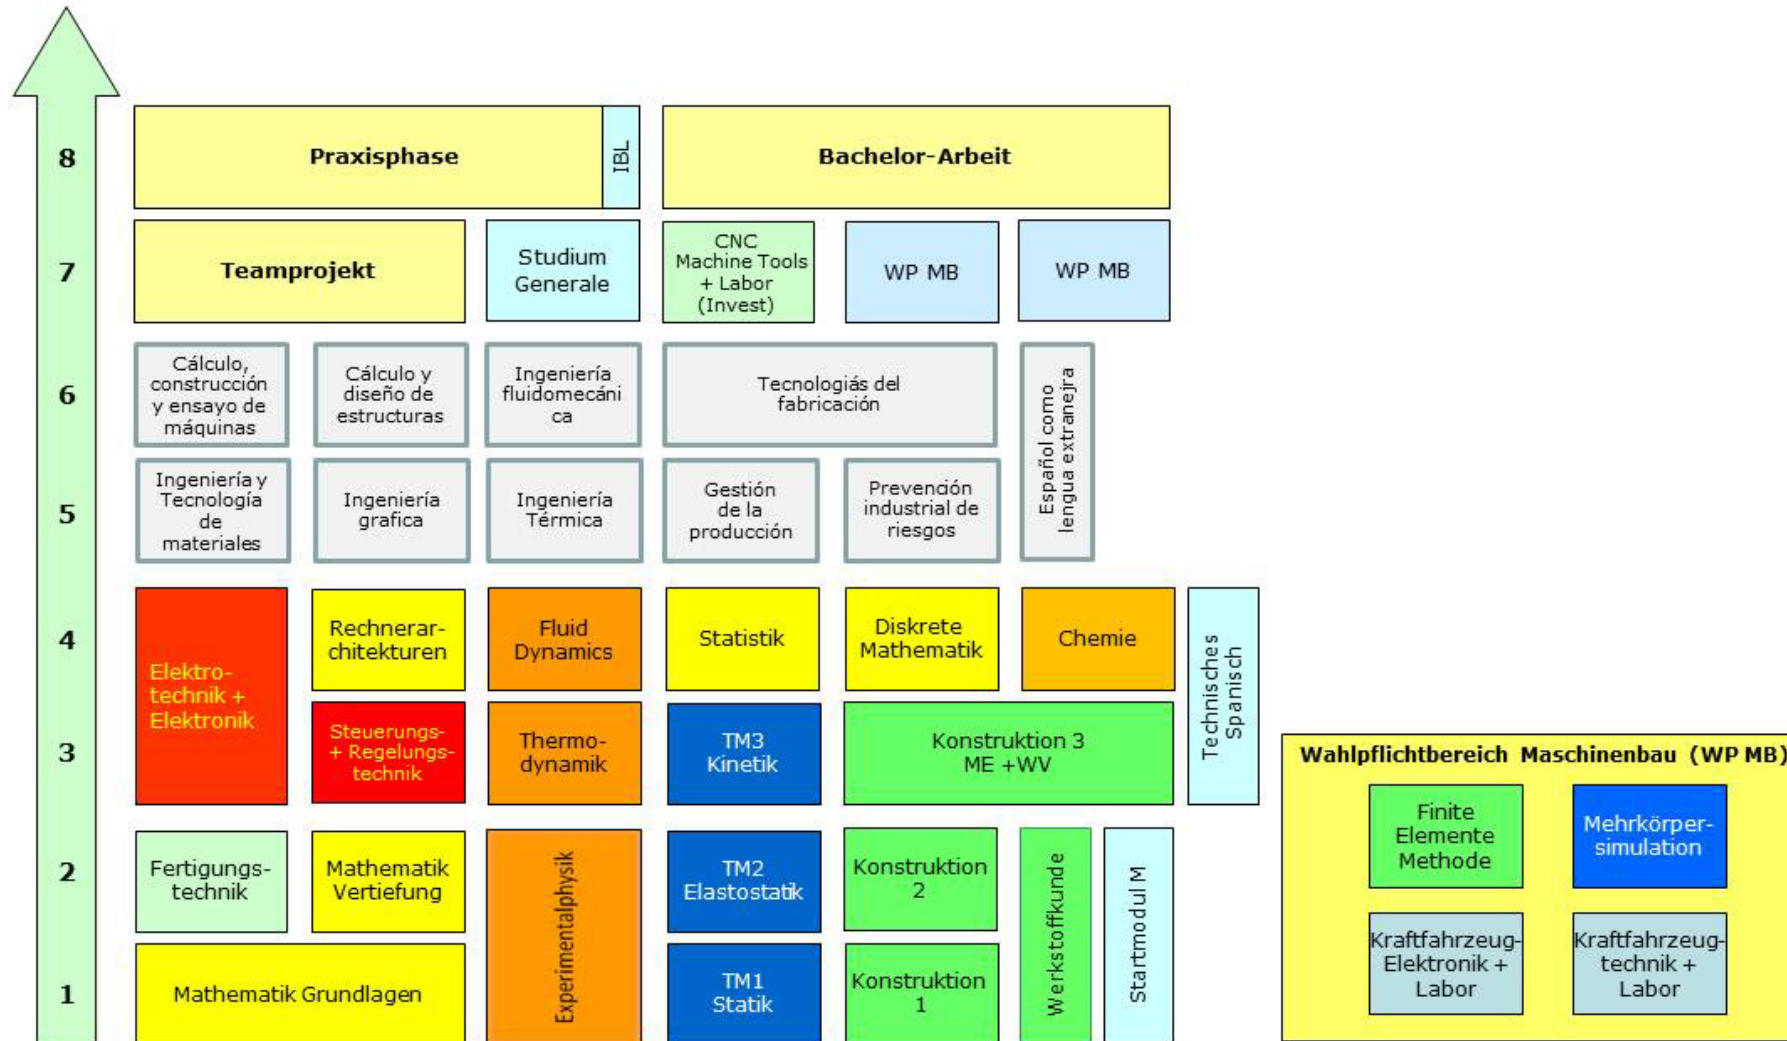 8
Praxisphase
IBL
Bachelor-Arbeit
7
Teamprojekt
Studium
Generale
CNC
Machine Tools
+ Labor
(Invest)
WP MB
WP MB
6
Cálculo,
construcción
y ensayo de
máquinas
Cálculo y
diseño de
estructuras
Ingeniería
fluidomecáni
ca
Tecnologiás del
fabricación
Español como
lengua extranejra
5
Ingeniería y
Tecnología
de
materiales
Ingeniería
grafica
Ingeniería
Térmica
Gestión
de la
producción
Prevención
industrial de
riesgos
4
Elektro-
technik +
Elektronik
Rechnerar-
chitekturen
Fluid
Dynamics
Statistik
Diskrete
Mathematik
Chemie
Technisches
Spanisch
3
Steuerungs-
+ Regelungs-
technik
Thermo-
dynamik
TM3
Kinetik
Konstruktion 3
ME +WV
2
Fertigungs-
technik
Mathematik
Vertiefung
Experimentalphysik
TM2
Elastostatik
Konstruktion
2
Werkstoffkunde
Startmodul M
1
Mathematik Grundlagen
TM1
Statik
Konstruktion
1
Wahlpflichtbereich Maschinenbau (WP MB)
Finite
Elemente
Methode
Mehrkörper-
simulation
Kraftfahrzeug-
Elektronik +
Labor
Kraftfahrzeug-
technik +
Labor